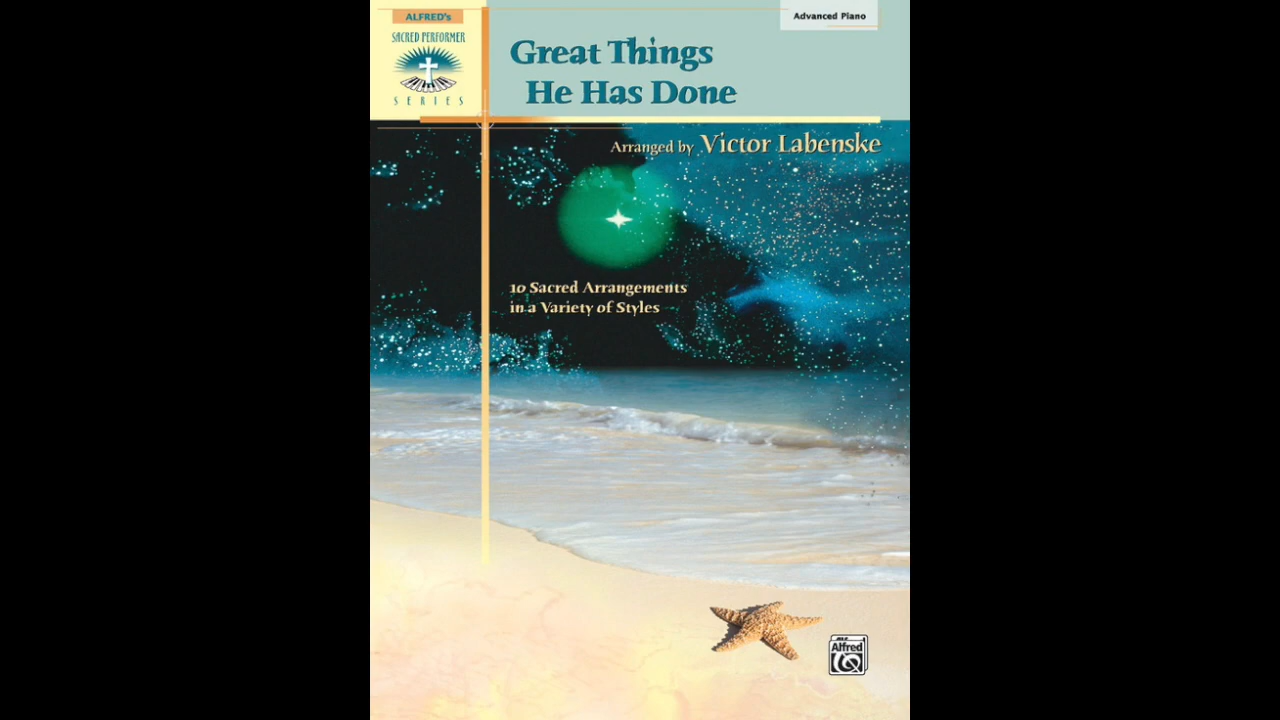 ALFRED's
SACRED PERFORMER
SERIES
Advanced Piano
Great Things
He Has Done
Arranged by Victor Labenske
10 Sacred Arrangements
in a Variety of Styles
Alfred